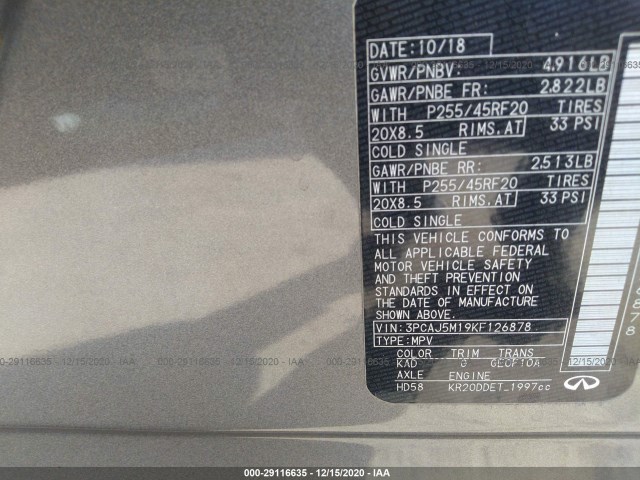 DATE: 10/18
GVWR/PNBV: 4.916LB
GAWR/PNBE FR: 2.822LB
WITH P255/45RF20 TIRES
20X8.5 RIMS.AT 33 PSI
COLD SINGLE
GAWR/PNBE RR: 2.513LB
WITH P255/45RF20 TIRES
20X8.5 RIMS.AT 33 PSI
COLD SINGLE
THIS VEHICLE CONFORMS TO
ALL APPLICABLE FEDERAL
MOTOR VEHICLE SAFETY
AND THEFT PREVENTION
STANDARDS IN EFFECT ON
THE DATE OF MANUFACTURE
SHOWN ABOVE.
VIN: 3PCAJ5M19KF126878
TYPE: MPV
COLOR TRIM TRANS
KAD G GECF10A
AXLE ENGINE
HD58 KR20DDET 1997cc
INFINITI
000-29116635 - 12/15/2020 - IAA